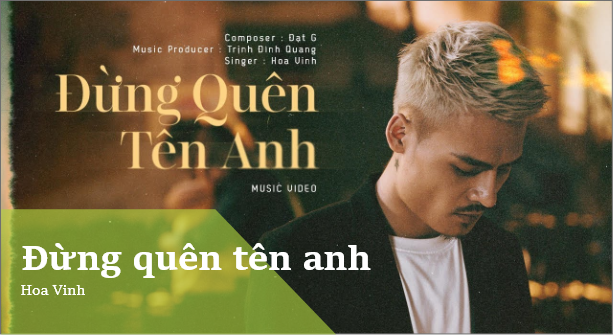 Composer : Đạt G
Music Producer : Trịnh Đình Quang
Singer : Hoa Vinh
Đừng Quên
Tên Anh
MUSIC VIDEO
Đừng quên tên anh
Hoa Vinh